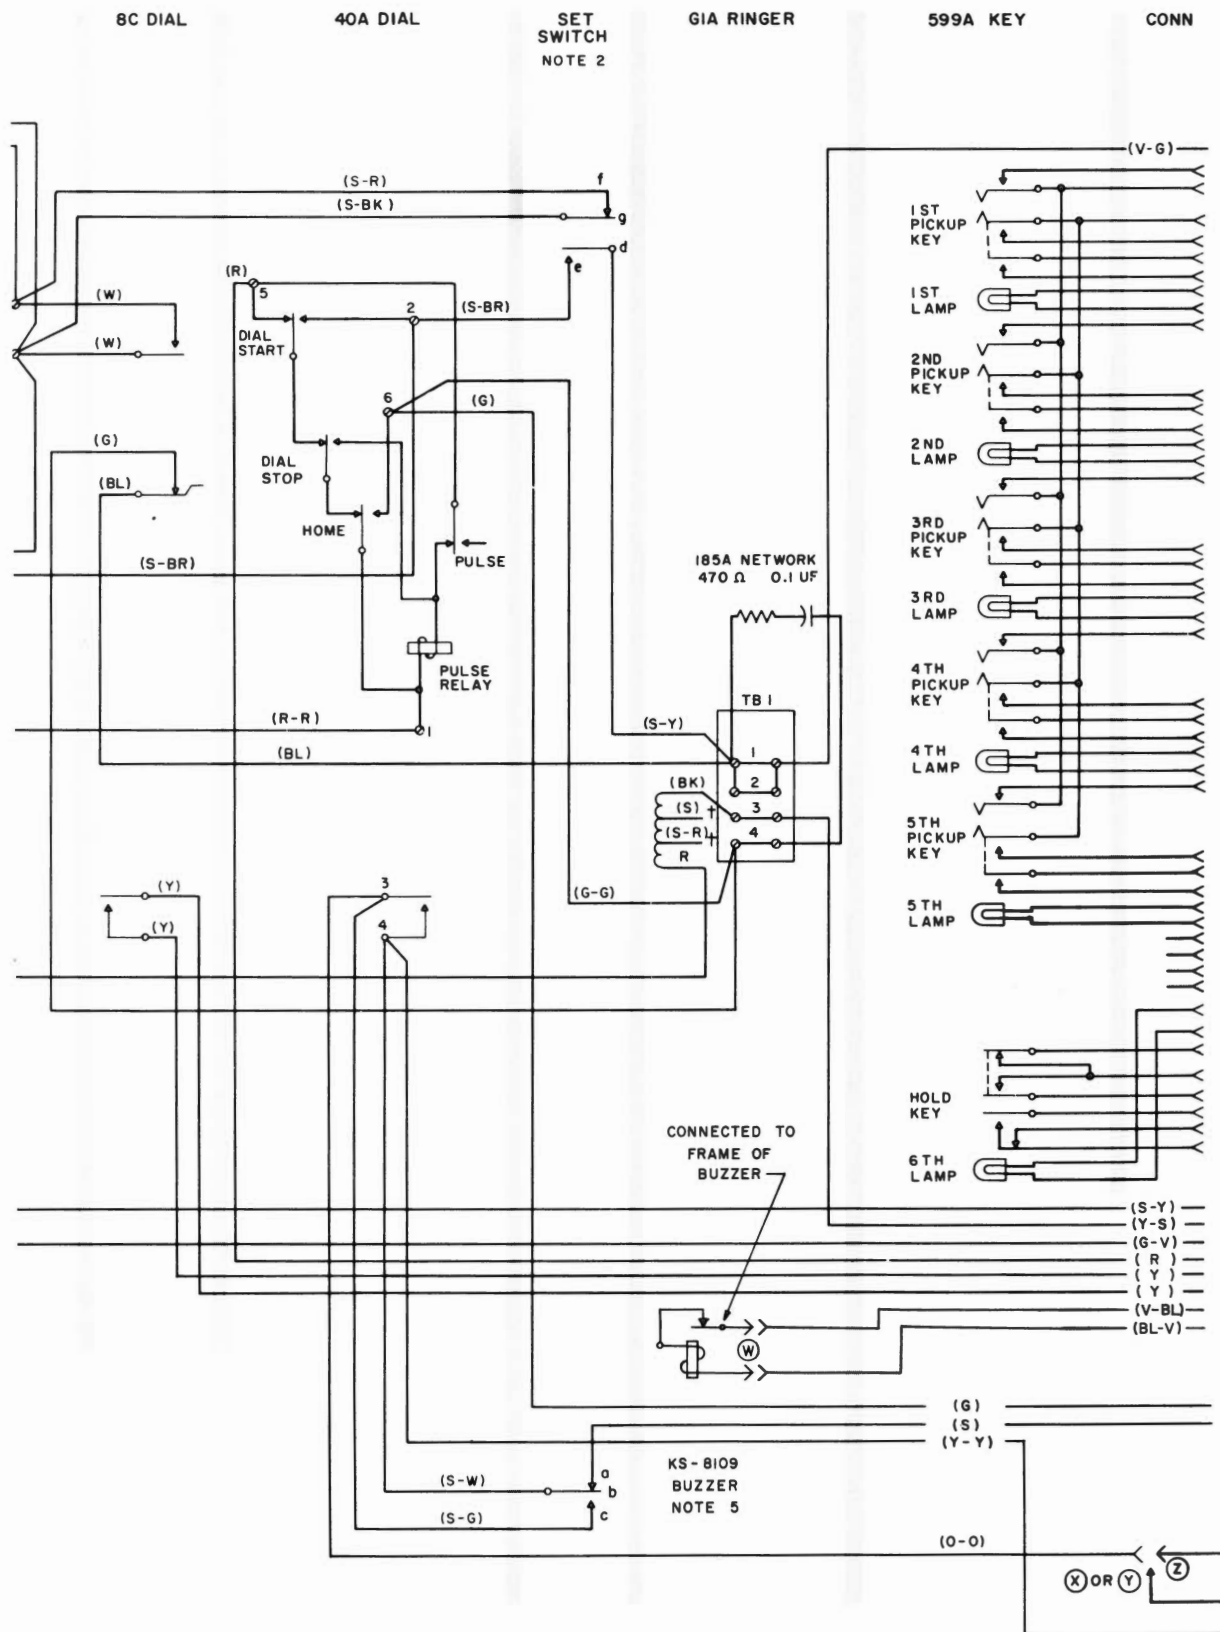 8C DIAL
40A DIAL
SET
SWITCH
NOTE 2
G1A RINGER
599A KEY
CONN
(V-G)
(S-R)
f
(S-BK)
g
d
e
1ST
PICKUP
KEY
(R)
5
(W)
2
(S-BR)
1ST
LAMP
DIAL
START
(W)
2ND
PICKUP
KEY
6
(G)
(G)
2ND
LAMP
DIAL
STOP
(BL)
HOME
3RD
PICKUP
KEY
(S-BR)
PULSE
185A NETWORK
470 Ω 0.1 UF
3RD
LAMP
PULSE
RELAY
4TH
PICKUP
KEY
TB 1
(R-R)
1
(S-Y)
(BL)
1
4TH
LAMP
(BK)
2
(S) †
3
(S-R) †
4
R
5TH
PICKUP
KEY
(Y)
3
(G-G)
5TH
LAMP
(Y)
4
HOLD
KEY
CONNECTED TO
FRAME OF
BUZZER
6TH
LAMP
(S-Y)
(Y-S)
(G-V)
( R )
( Y )
( Y )
(V-BL)
(BL-V)
W
(G)
(S)
(Y-Y)
KS-8109
BUZZER
NOTE 5
a
(S-W)
b
c
(S-G)
(O-O)
X OR Y
Z